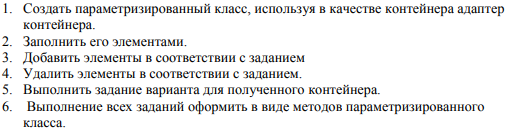 1. Создать параметризированный класс, используя в качестве контейнера адаптер
контейнера.
2. Заполнить его элементами.
3. Добавить элементы в соответствии с заданием
4. Удалить элементы в соответствии с заданием.
5. Выполнить задание варианта для полученного контейнера.
6. Выполнение всех заданий оформить в виде методов параметризированного
класса.